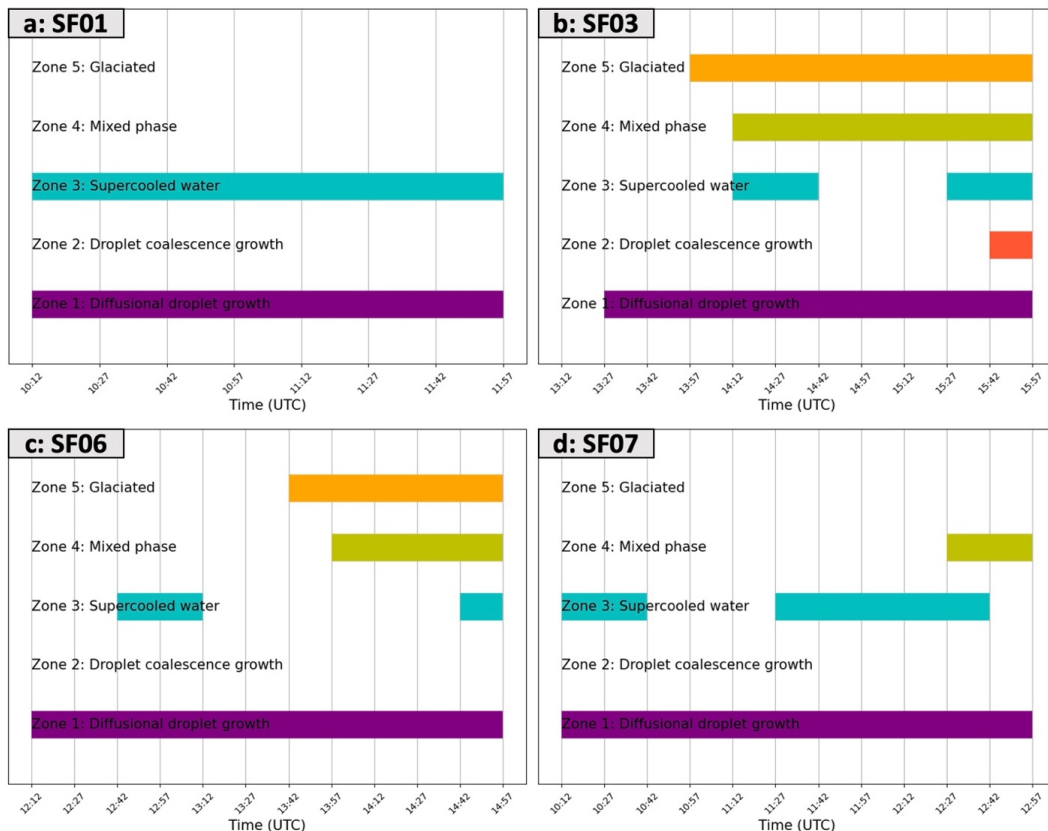 a: SF01
Zone 5: Glaciated
Zone 4: Mixed phase
Zone 3: Supercooled water
Zone 2: Droplet coalescence growth
Zone 1: Diffusional droplet growth
10:12 10:27 10:42 10:57 11:12 11:27 11:42 11:57
Time (UTC)
b: SF03
Zone 5: Glaciated
Zone 4: Mixed phase
Zone 3: Supercooled water
Zone 2: Droplet coalescence growth
Zone 1: Diffusional droplet growth
13:12 13:27 13:42 13:57 14:12 14:27 14:42 14:57 15:12 15:27 15:42 15:57
Time (UTC)
c: SF06
Zone 5: Glaciated
Zone 4: Mixed phase
Zone 3: Supercooled water
Zone 2: Droplet coalescence growth
Zone 1: Diffusional droplet growth
12:12 12:27 12:42 12:57 13:12 13:27 13:42 13:57 14:12 14:27 14:42 14:57
Time (UTC)
d: SF07
Zone 5: Glaciated
Zone 4: Mixed phase
Zone 3: Supercooled water
Zone 2: Droplet coalescence growth
Zone 1: Diffusional droplet growth
10:12 10:27 10:42 10:57 11:12 11:27 11:42 11:57 12:12 12:27 12:42 12:57
Time (UTC)